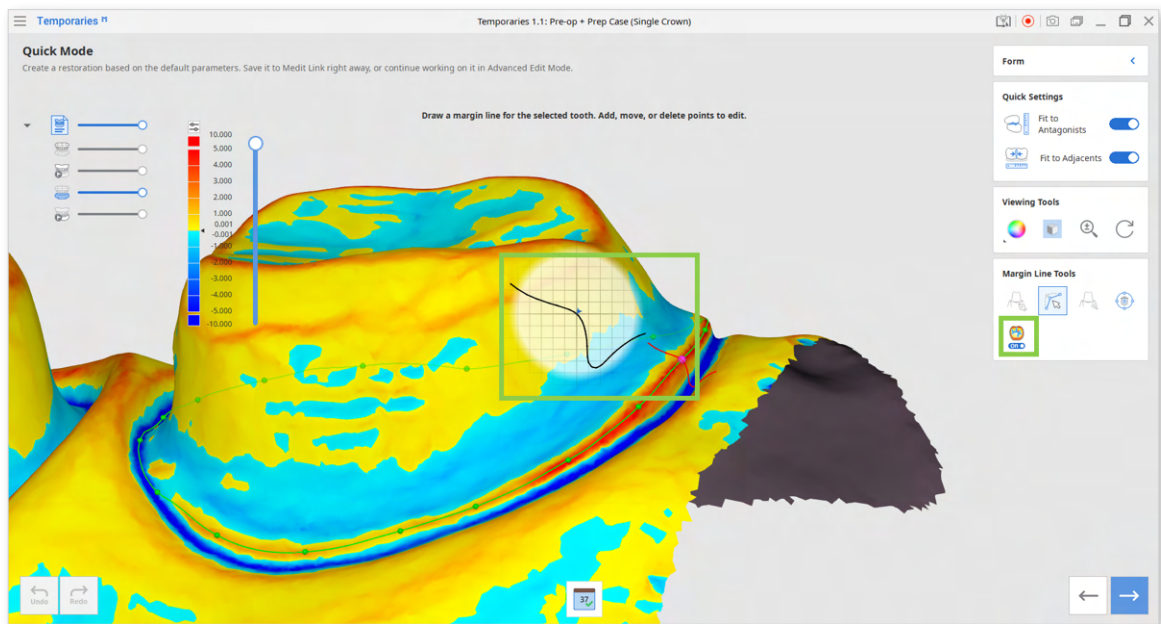 Temporaries M
Temporaries 1.1: Pre-op + Prep Case (Single Crown)
Quick Mode
Create a restoration based on the default parameters. Save it to Medit Link right away, or continue working on it in Advanced Edit Mode.
Draw a margin line for the selected tooth. Add, move, or delete points to edit.
10.000
5.000
4.000
3.000
2.000
1.000
0.001
-0.001
-1.000
-2.000
-3.000
-4.000
-5.000
-10.000
Form
Quick Settings
Fit to
Antagonists
Fit to Adjacents
Viewing Tools
Margin Line Tools
On
Undo
Redo
37